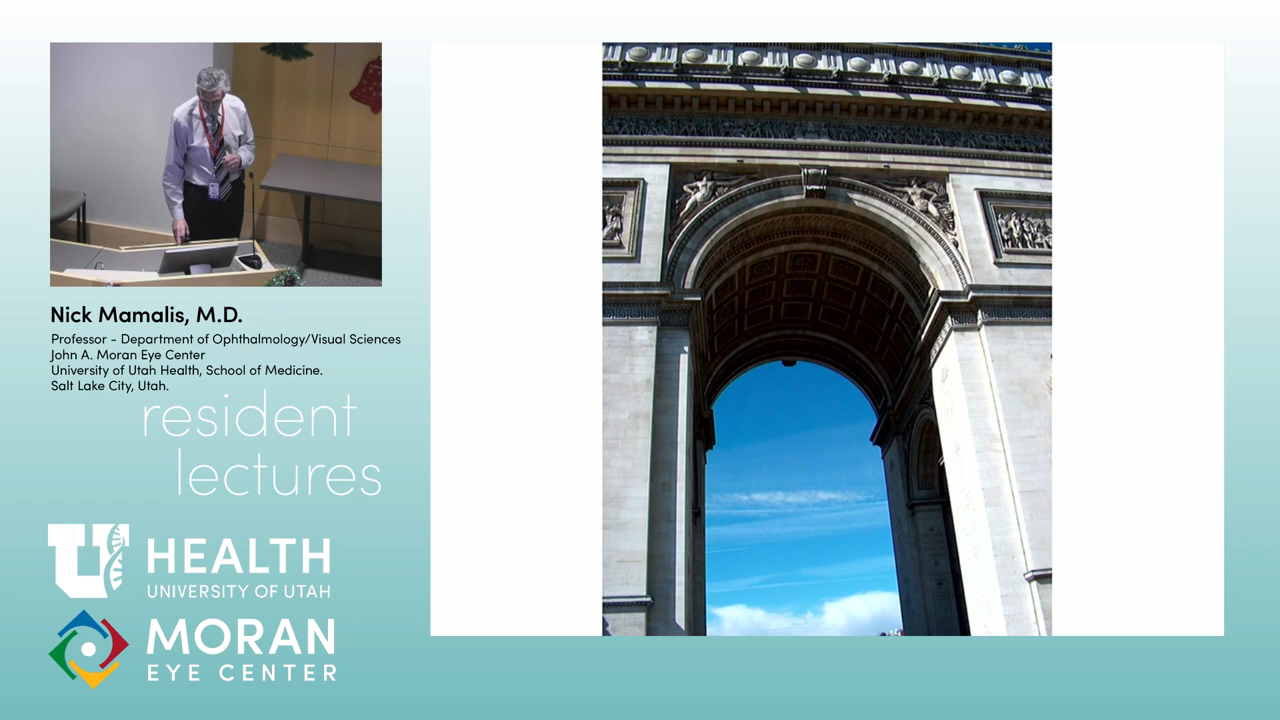 Nick Mamalis, M.D.
Professor - Department of Ophthalmology/Visual Sciences
John A. Moran Eye Center
University of Utah Health, School of Medicine.
Salt Lake City, Utah.
resident
lectures
U HEALTH
UNIVERSITY OF UTAH
MORAN
EYE CENTER